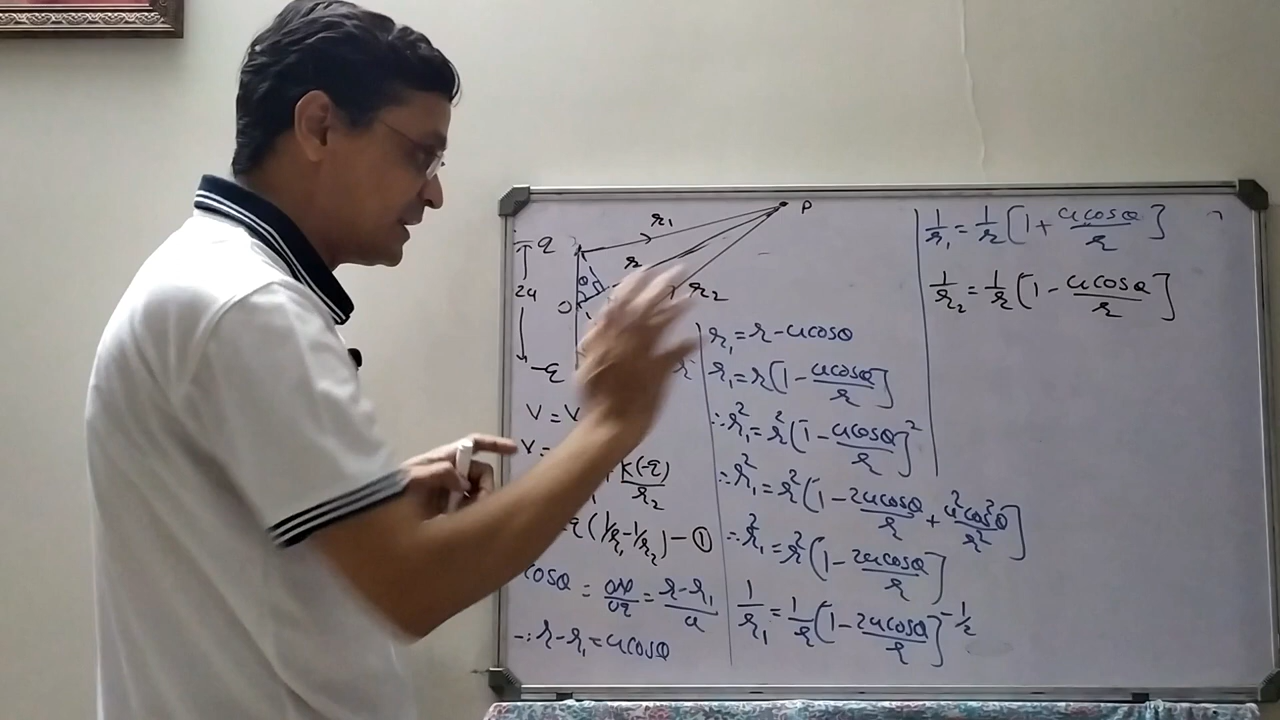 P
r₁
q
r
θ
2a
O
r₂
-q
V = V
V =
+ K(-q)/r₂
q (1/r₁ - 1/r₂) — ①
cosθ = ON/Oq = r-r₁/a
∴ r-r₁ = acosθ
r₁ = r - acosθ
r₁ = r[1 - acosθ/r]
∴ r₁² = r²[1 - acosθ/r]²
∴ r₁² = r²[1 - 2acosθ/r + a²cos²θ/r²]
∴ r₁² = r²[1 - 2acosθ/r]
1/r₁ = 1/r[1 - 2acosθ/r]^-1/2
1/r₁ = 1/r[1 + acosθ/r]
1/r₂ = 1/r[1 - acosθ/r]